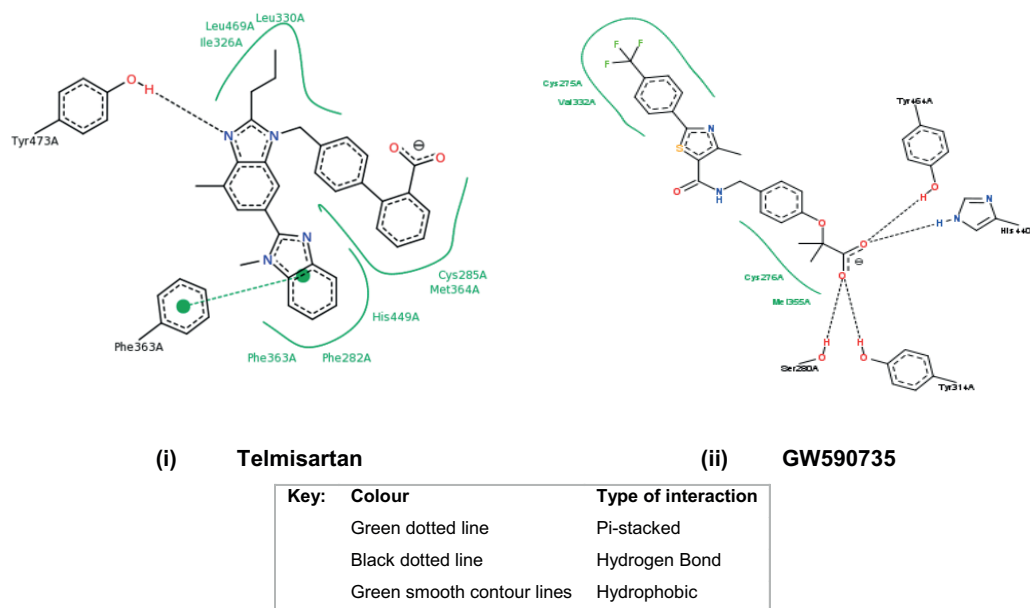 Leu330A
Leu469A
Ile326A
O
H
Tyr473A
N
N
⊖
O
O
N
N
Cys285A
Met364A
His449A
Phe363A
Phe363A
Phe282A
F
F
F
Cys275A
Val332A
N
S
O
N
H
O
O
O
⊖
Tyr464A
O
H
H
N
N
His440
Cys276A
Met355A
H
O
Ser280A
H
O
Tyr314A
(i) Telmisartan
(ii) GW590735
Key: Colour Type of interaction
Green dotted line Pi-stacked
Black dotted line Hydrogen Bond
Green smooth contour lines Hydrophobic